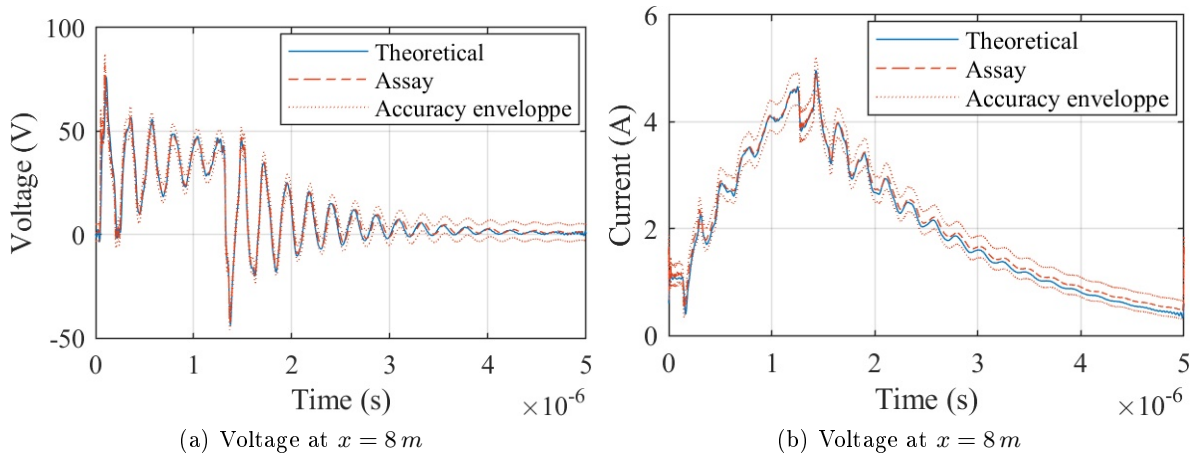 100
50
0
-50
Voltage (V)
0 1 2 3 4 5
Time (s)
×10-6
Theoretical
Assay
Accuracy enveloppe
(a) Voltage at x = 8 m
6
4
2
0
Current (A)
0 1 2 3 4 5
Time (s)
×10-6
Theoretical
Assay
Accuracy enveloppe
(b) Voltage at x = 8 m